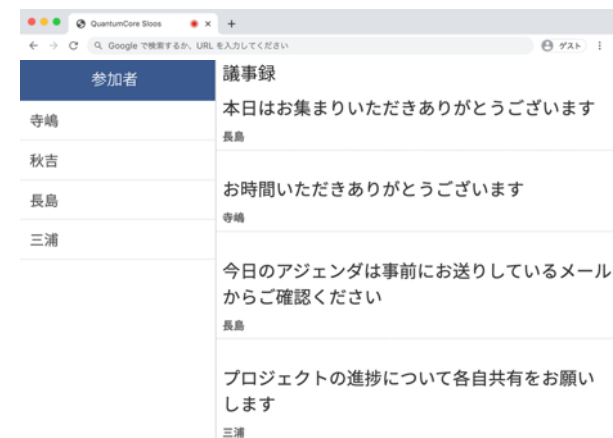 QuantumCore Sloos
Google で検索するか、URL を入力してください
ゲスト
参加者
寺嶋
秋吉
長島
三浦
議事録
本日はお集まりいただきありがとうございます
長島
お時間いただきありがとうございます
寺嶋
今日のアジェンダは事前にお送りしているメール
からご確認ください
長島
プロジェクトの進捗について各自共有をお願い
します
三浦